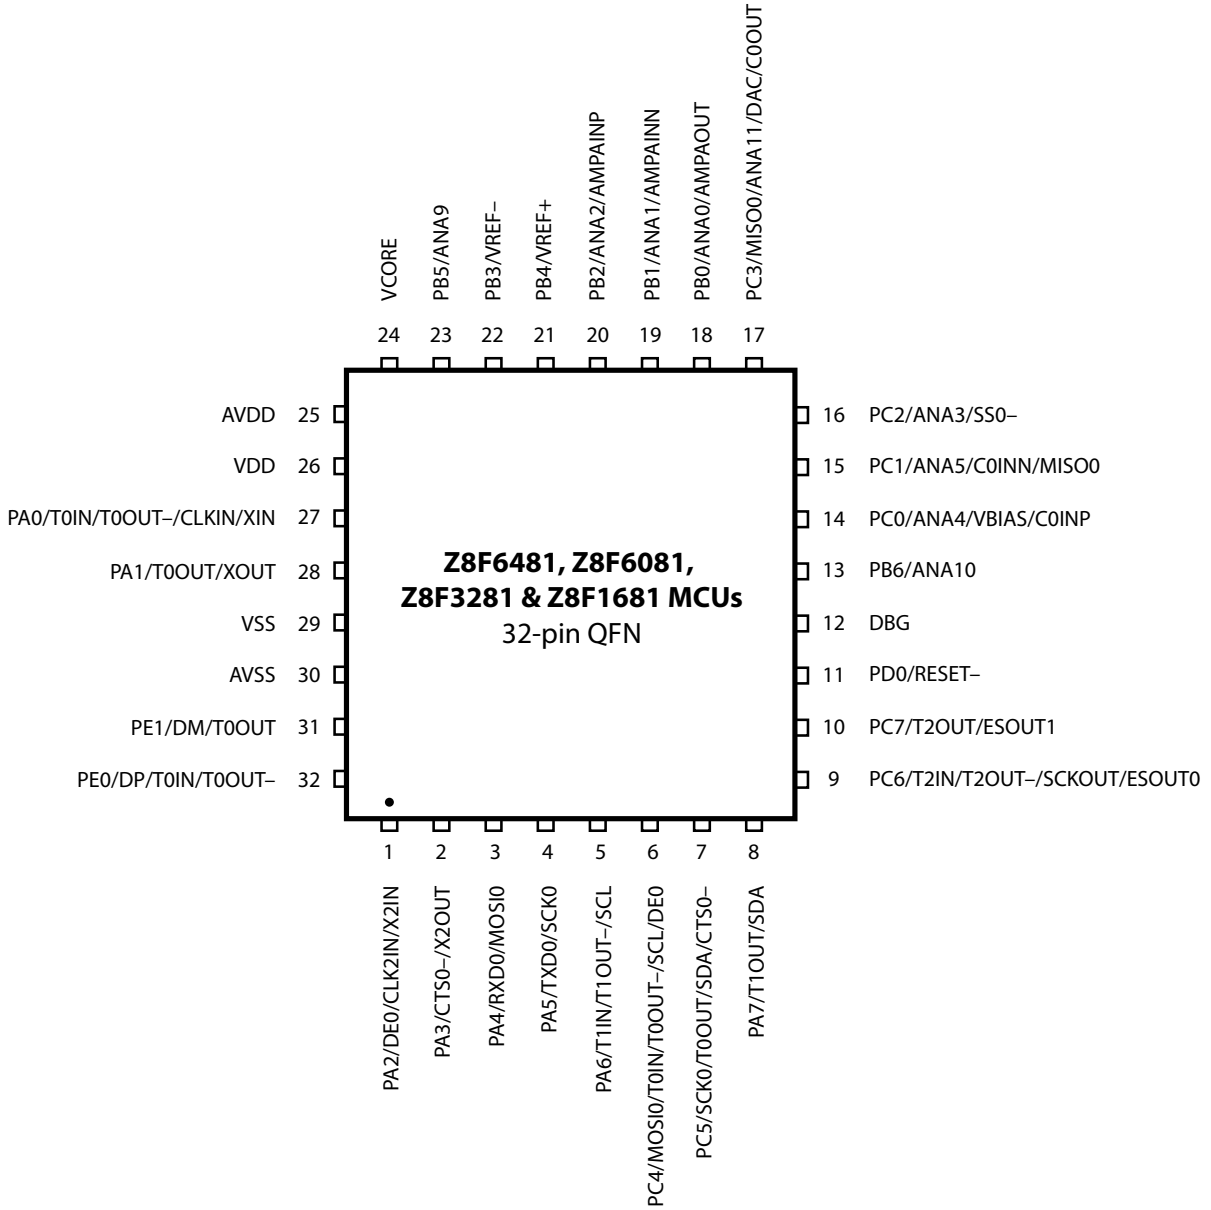 VCORE
PB5/ANA9
PB3/VREF–
PB4/VREF+
PB2/ANA2/AMPAINP
PB1/ANA1/AMPAINN
PB0/ANA0/AMPAOUT
PC3/MISO0/ANA11/DAC/C0OUT
24 23 22 21 20 19 18 17
AVDD 25
VDD 26
PA0/T0IN/T0OUT–/CLKIN/XIN 27
PA1/T0OUT/XOUT 28
VSS 29
AVSS 30
PE1/DM/T0OUT 31
PE0/DP/T0IN/T0OUT– 32
Z8F6481, Z8F6081,
Z8F3281 & Z8F1681 MCUs
32-pin QFN
16 PC2/ANA3/SS0–
15 PC1/ANA5/C0INN/MISO0
14 PC0/ANA4/VBIAS/C0INP
13 PB6/ANA10
12 DBG
11 PD0/RESET–
10 PC7/T2OUT/ESOUT1
9 PC6/T2IN/T2OUT–/SCKOUT/ESOUT0
1 2 3 4 5 6 7 8
PA2/DE0/CLK2IN/X2IN
PA3/CTS0–/X2OUT
PA4/RXD0/MOSI0
PA5/TXD0/SCK0
PA6/T1IN/T1OUT–/SCL
PC4/MOSI0/T0IN/T0OUT–/SCL/DE0
PC5/SCK0/T0OUT/SDA/CTS0–
PA7/T1OUT/SDA